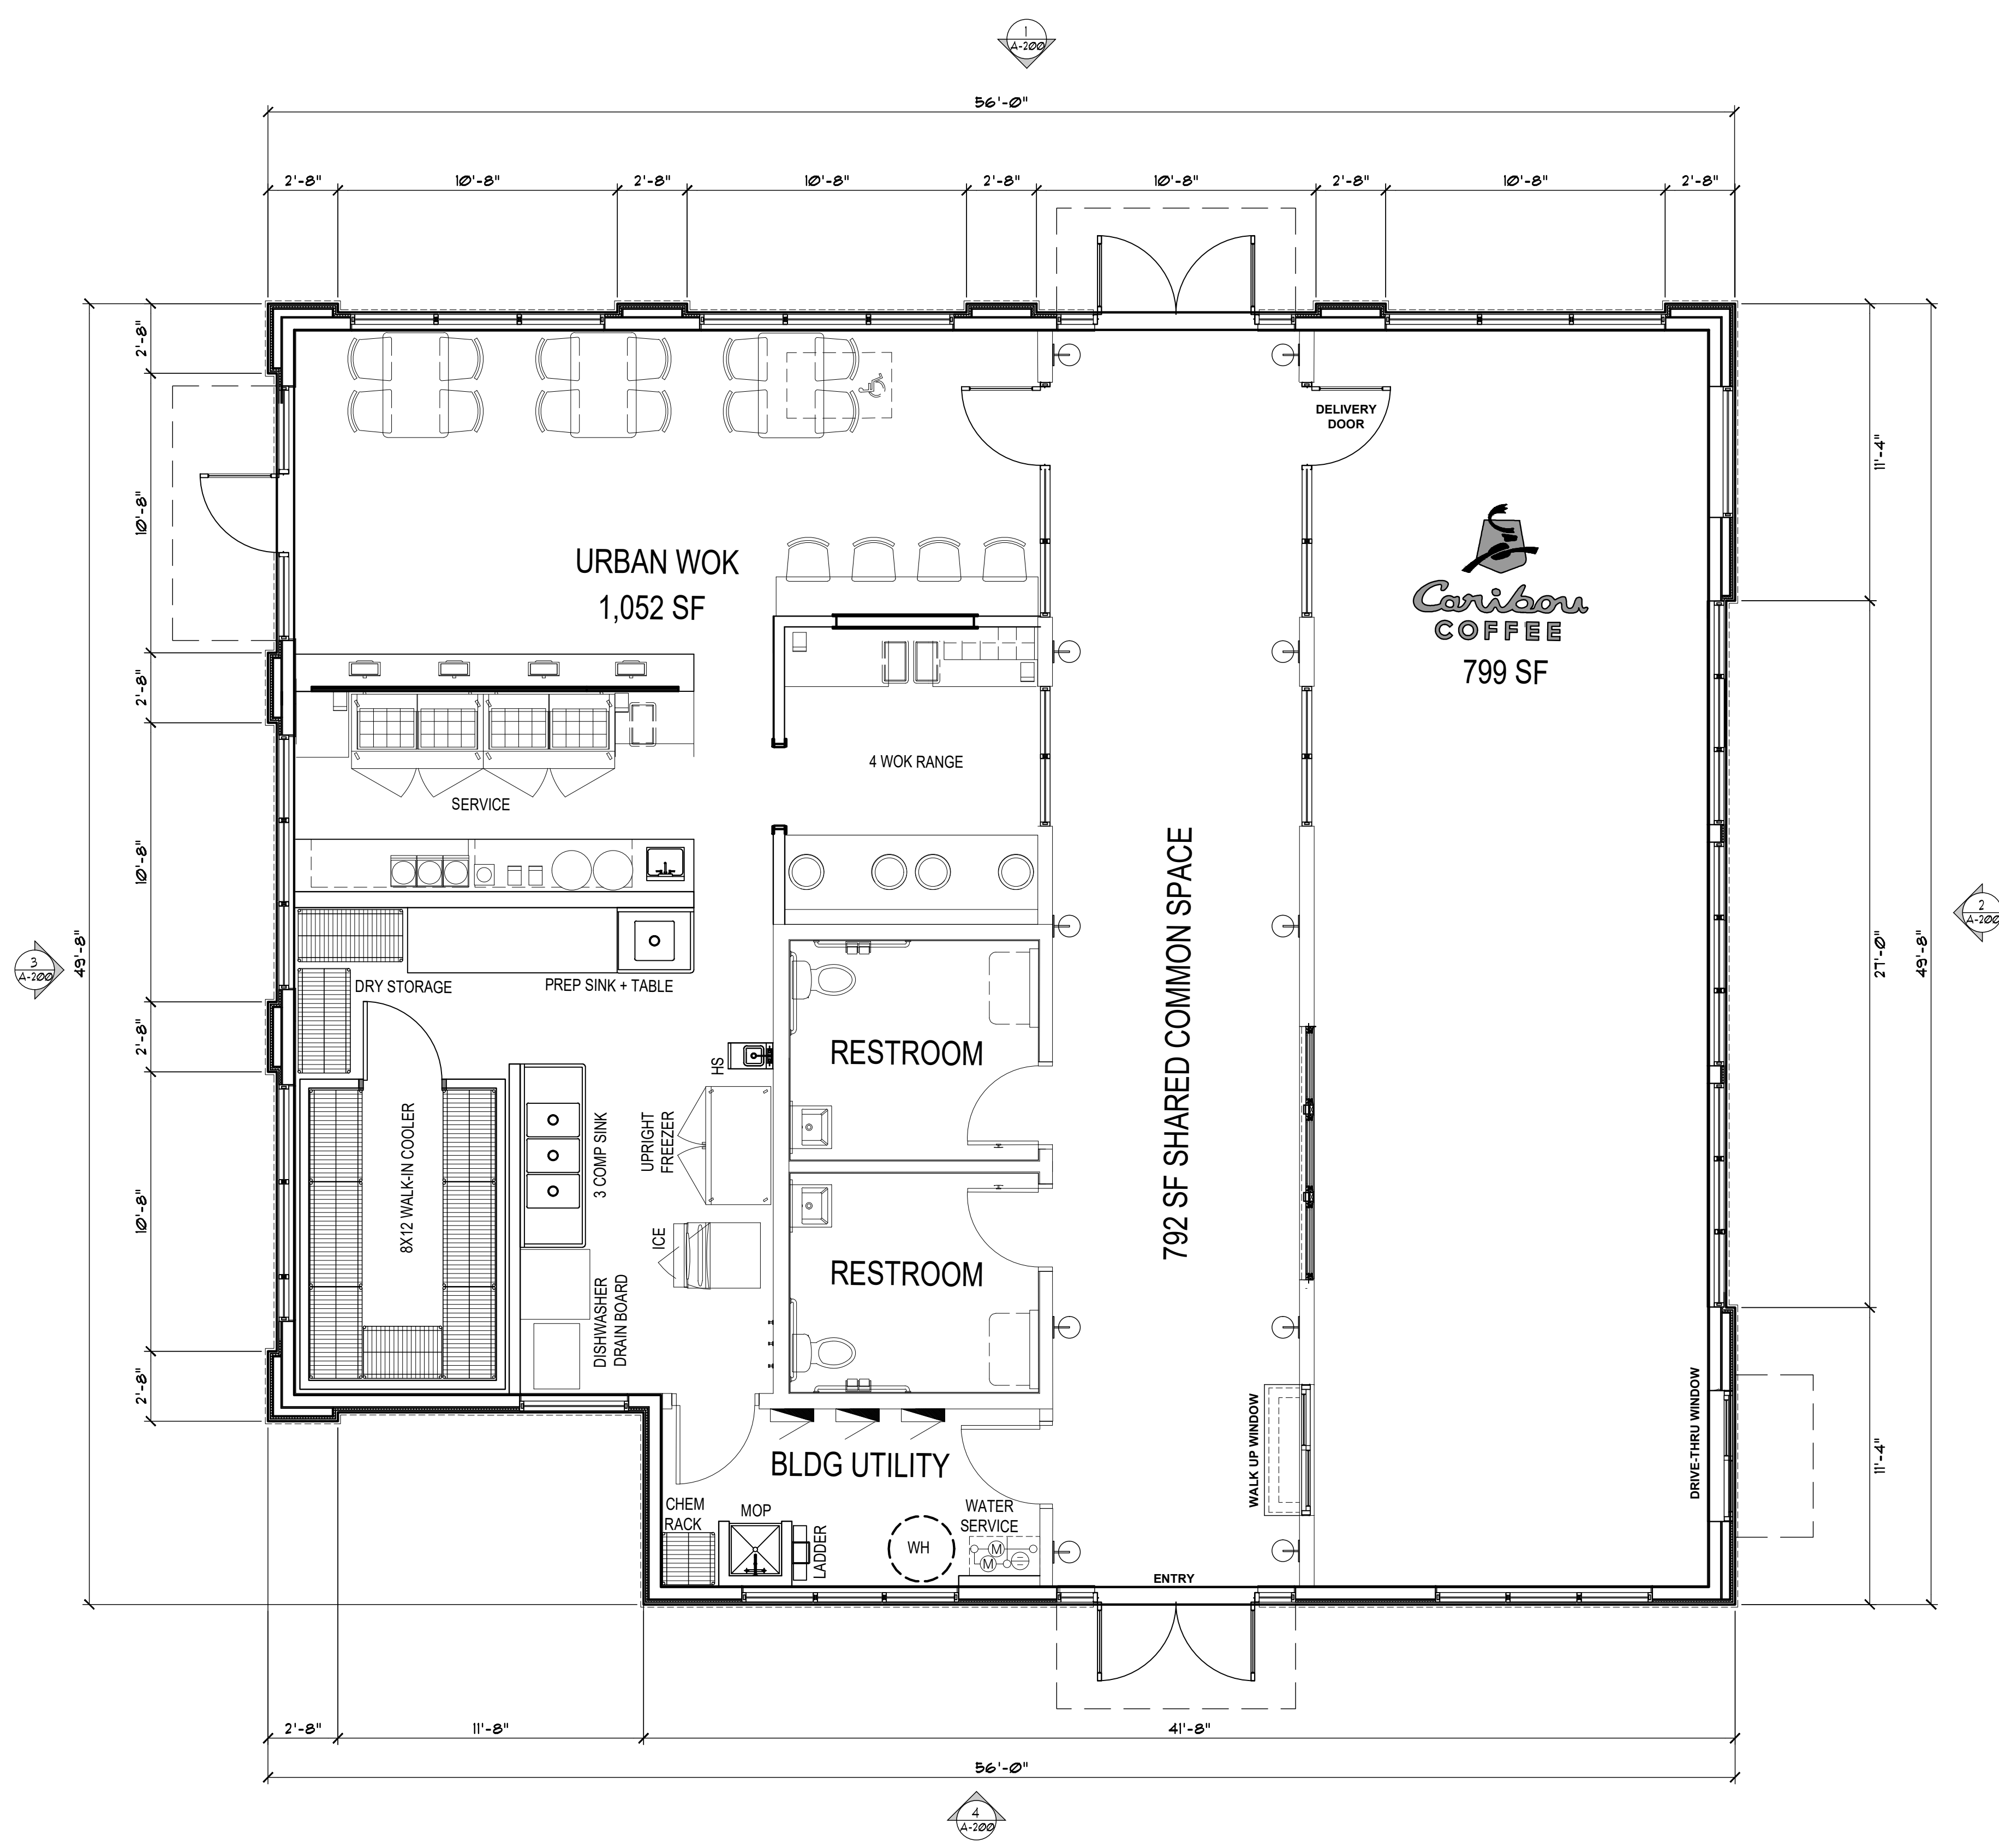 1
A-200
56'-0"
2'-8" 10'-8" 2'-8" 10'-8" 2'-8" 10'-8" 2'-8" 10'-8" 2'-8"
2'-8"
10'-8"
2'-8"
10'-8"
2'-8"
10'-8"
2'-8"
49'-8"
3
A-200
DELIVERY
DOOR
URBAN WOK
1,052 SF
Caribou
COFFEE
799 SF
11'-4"
27'-0"
49'-8"
11'-4"
2
A-200
4 WOK RANGE
SERVICE
792 SF SHARED COMMON SPACE
DRY STORAGE
PREP SINK + TABLE
RESTROOM
HS
UPRIGHT
FREEZER
3 COMP SINK
8X12 WALK-IN COOLER
ICE
RESTROOM
DISHWASHER
DRAIN BOARD
BLDG UTILITY
WALK UP WINDOW
DRIVE-THRU WINDOW
CHEM
RACK
MOP
LADDER
WH
WATER
SERVICE
M
M
ENTRY
2'-8" 11'-8" 41'-8"
56'-0"
4
A-200